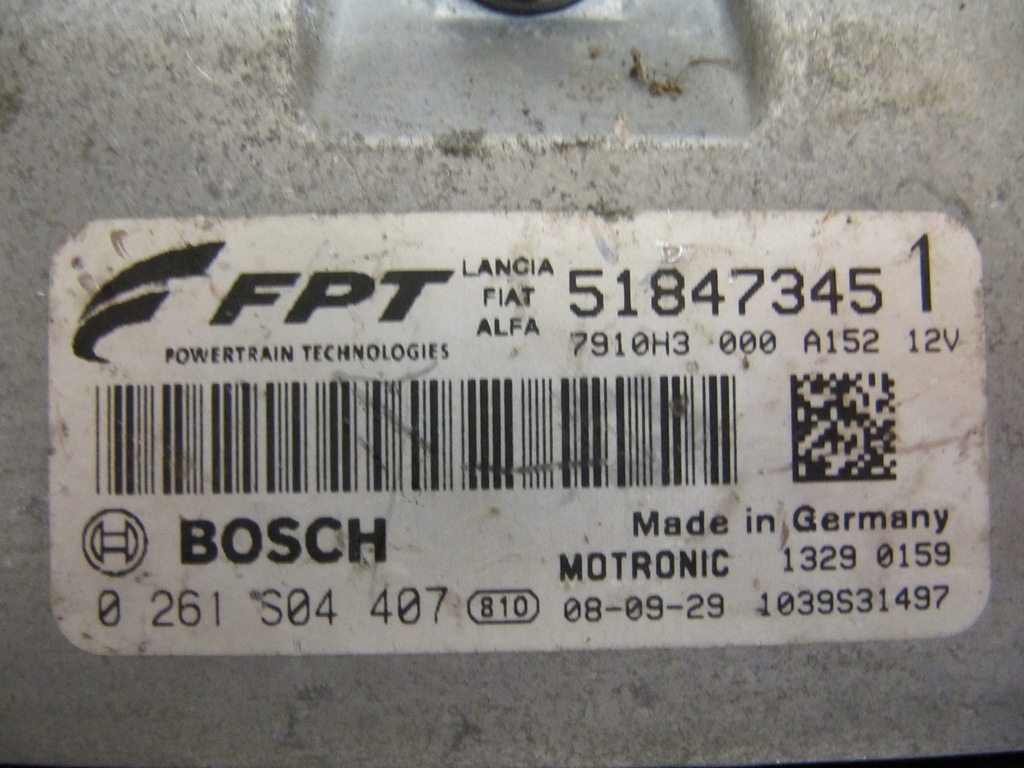 FPT
POWERTRAIN TECHNOLOGIES
LANCIA
FIAT
ALFA
51847345 1
7910H3 000 A152 12V
BOSCH
Made in Germany
MOTRONIC 1329 0159
0 261 S04 407 810 08-09-29 1039S31497